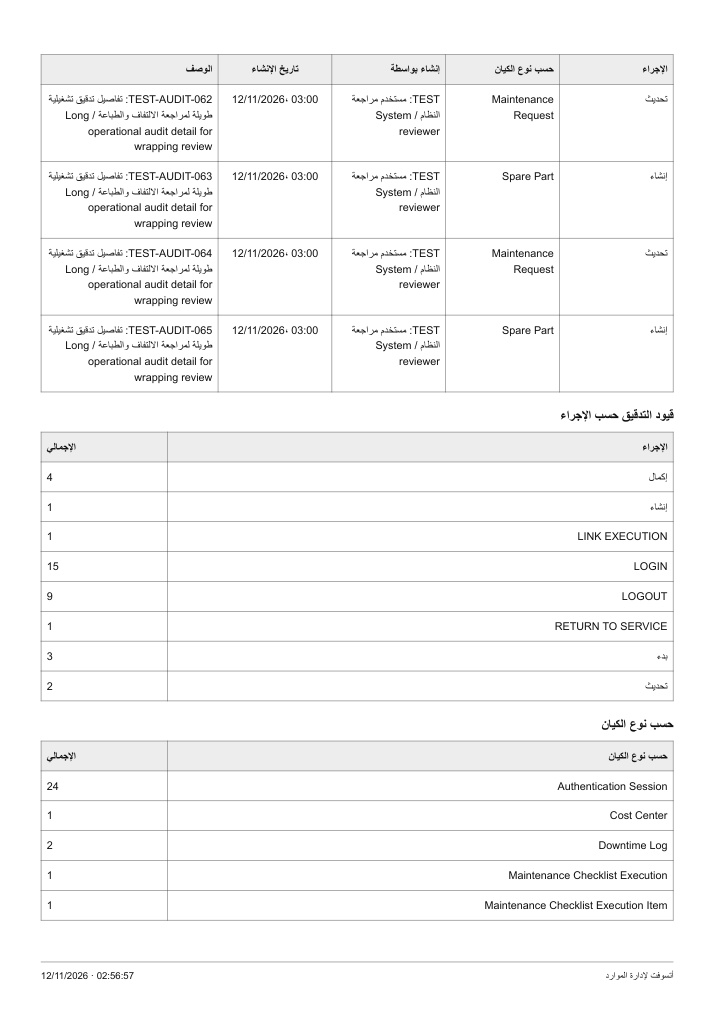 الإجراء	حسب نوع الكيان	إنشاء بواسطة	تاريخ الإنشاء	الوصف
تحديث	Maintenance	TEST: مستخدم مراجعة	12/11/2026، 03:00	TEST-AUDIT-062: تفاصيل تدقيق تشغيلية
Request	النظام / System	طويلة لمراجعة الالتفاف والطباعة / Long
reviewer	operational audit detail for
wrapping review
إنشاء	Spare Part	TEST: مستخدم مراجعة	12/11/2026، 03:00	TEST-AUDIT-063: تفاصيل تدقيق تشغيلية
النظام / System	طويلة لمراجعة الالتفاف والطباعة / Long
reviewer	operational audit detail for
wrapping review
تحديث	Maintenance	TEST: مستخدم مراجعة	12/11/2026، 03:00	TEST-AUDIT-064: تفاصيل تدقيق تشغيلية
Request	النظام / System	طويلة لمراجعة الالتفاف والطباعة / Long
reviewer	operational audit detail for
wrapping review
إنشاء	Spare Part	TEST: مستخدم مراجعة	12/11/2026، 03:00	TEST-AUDIT-065: تفاصيل تدقيق تشغيلية
النظام / System	طويلة لمراجعة الالتفاف والطباعة / Long
reviewer	operational audit detail for
wrapping review
قيود التدقيق حسب الإجراء
الإجراء	الإجمالي
إكمال	4
إنشاء	1
LINK EXECUTION	1
LOGIN	15
LOGOUT	9
RETURN TO SERVICE	1
بدء	3
تحديث	2
حسب نوع الكيان
حسب نوع الكيان	الإجمالي
Authentication Session	24
Cost Center	1
Downtime Log	2
Maintenance Checklist Execution	1
Maintenance Checklist Execution Item	1
أتسوفت لإدارة الموارد	12/11/2026 · 02:56:57